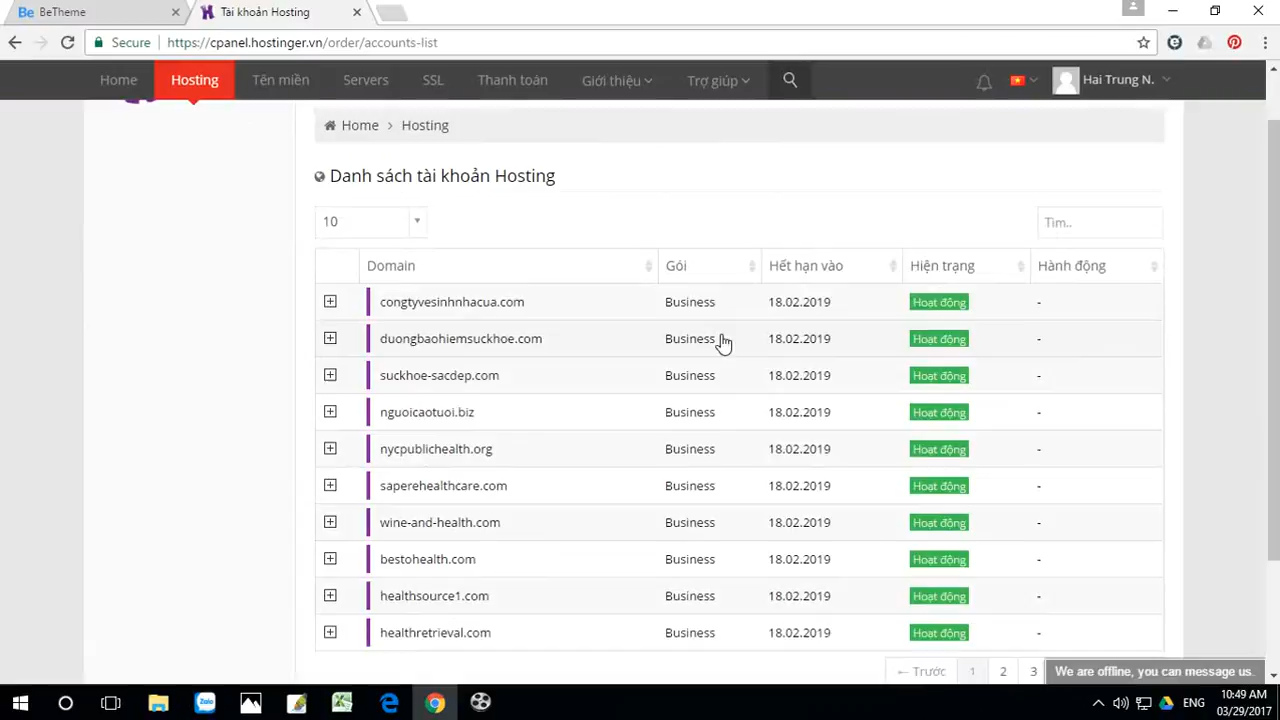 Be BeTheme
Tài khoản Hosting
Secure https://cpanel.hostinger.vn/order/accounts-list
Home Hosting Tên miền Servers SSL Thanh toán Giới thiệu Trợ giúp Hai Trung N.
Home > Hosting
Danh sách tài khoản Hosting
10 Tìm..
Domain Gói Hết hạn vào Hiện trạng Hành động
congtyvesinhnhacua.com Business 18.02.2019 Hoạt động -
duongbaohiemsuckhoe.com Business 18.02.2019 Hoạt động -
suckhoe-sacdep.com Business 18.02.2019 Hoạt động -
nguoicaotuoi.biz Business 18.02.2019 Hoạt động -
nycpublichealth.org Business 18.02.2019 Hoạt động -
saperehealthcare.com Business 18.02.2019 Hoạt động -
wine-and-health.com Business 18.02.2019 Hoạt động -
bestohealth.com Business 18.02.2019 Hoạt động -
healthsource1.com Business 18.02.2019 Hoạt động -
healthretrieval.com Business 18.02.2019 Hoạt động -
← Trước 1 2 3 We are offline, you can message us.
Zalo ENG 10:49 AM
03/29/2017